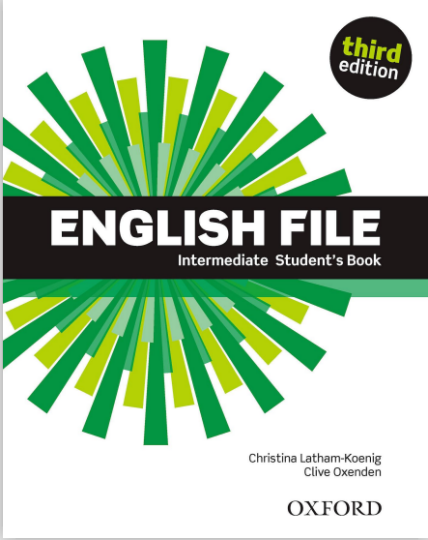 third
edition
ENGLISH FILE
Intermediate Student's Book
Christina Latham-Koenig
Clive Oxenden
OXFORD